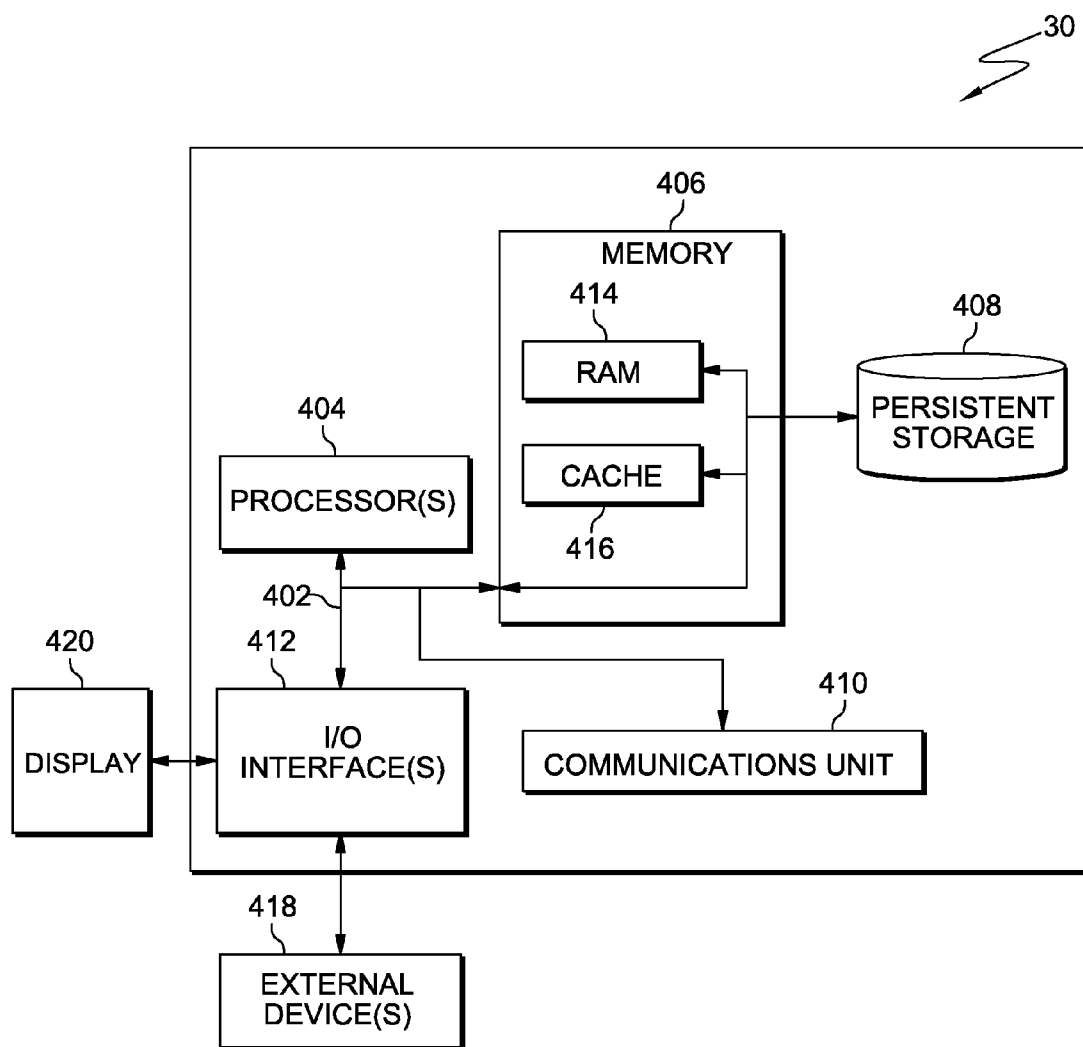 30
406
MEMORY
414
RAM
408
PERSISTENT
STORAGE
404
PROCESSOR(S)
CACHE
416
402
420
412
DISPLAY
I/O
INTERFACE(S)
410
COMMUNICATIONS UNIT
418
EXTERNAL
DEVICE(S)